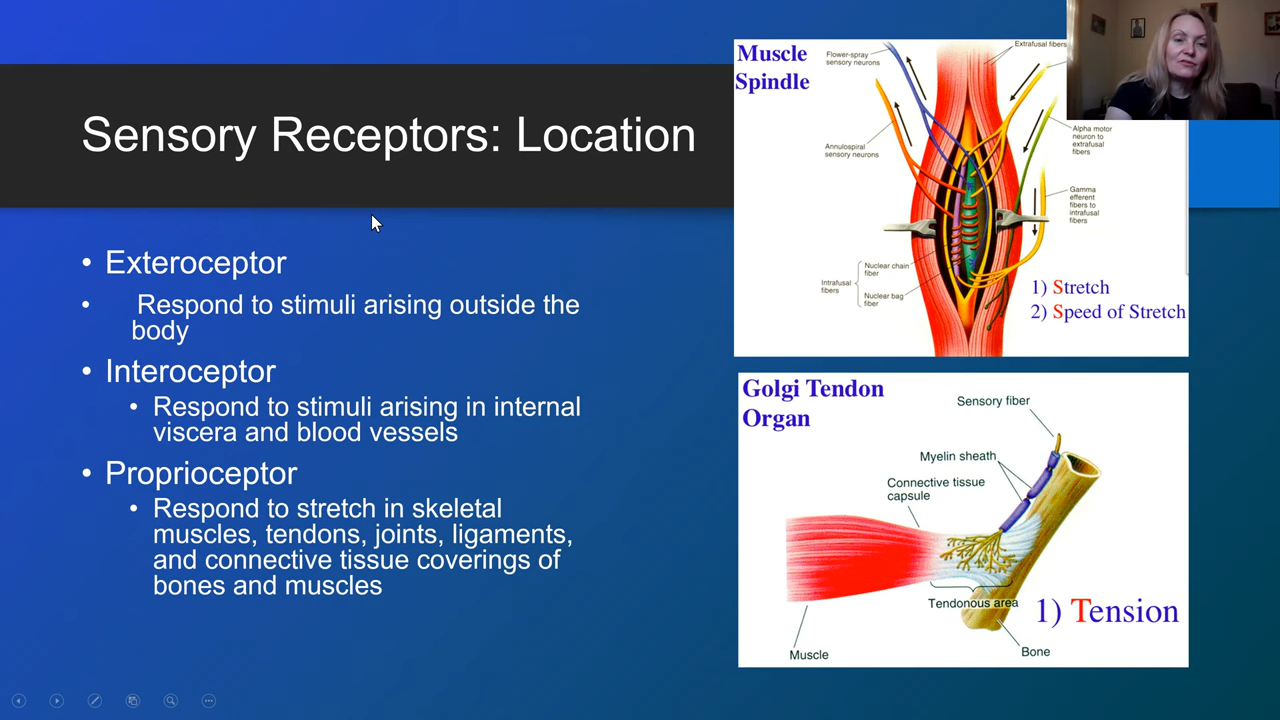 Sensory Receptors: Location
• Exteroceptor
• Respond to stimuli arising outside the
body
• Interoceptor
• Respond to stimuli arising in internal
viscera and blood vessels
• Proprioceptor
• Respond to stretch in skeletal
muscles, tendons, joints, ligaments,
and connective tissue coverings of
bones and muscles
Muscle
Spindle
Flower-spray
sensory neurons
Extrafusal fibers
Annulospiral
sensory neurons
Alpha motor
neuron to
extrafusal
fibers
Gamma
efferent
fibers to
intrafusal
fibers
Intrafusal
fibers
Nuclear chain
fiber
Nuclear bag
fiber
1) Stretch
2) Speed of Stretch
Golgi Tendon
Organ
Sensory fiber
Myelin sheath
Connective tissue
capsule
Tendonous area
1) Tension
Bone
Muscle